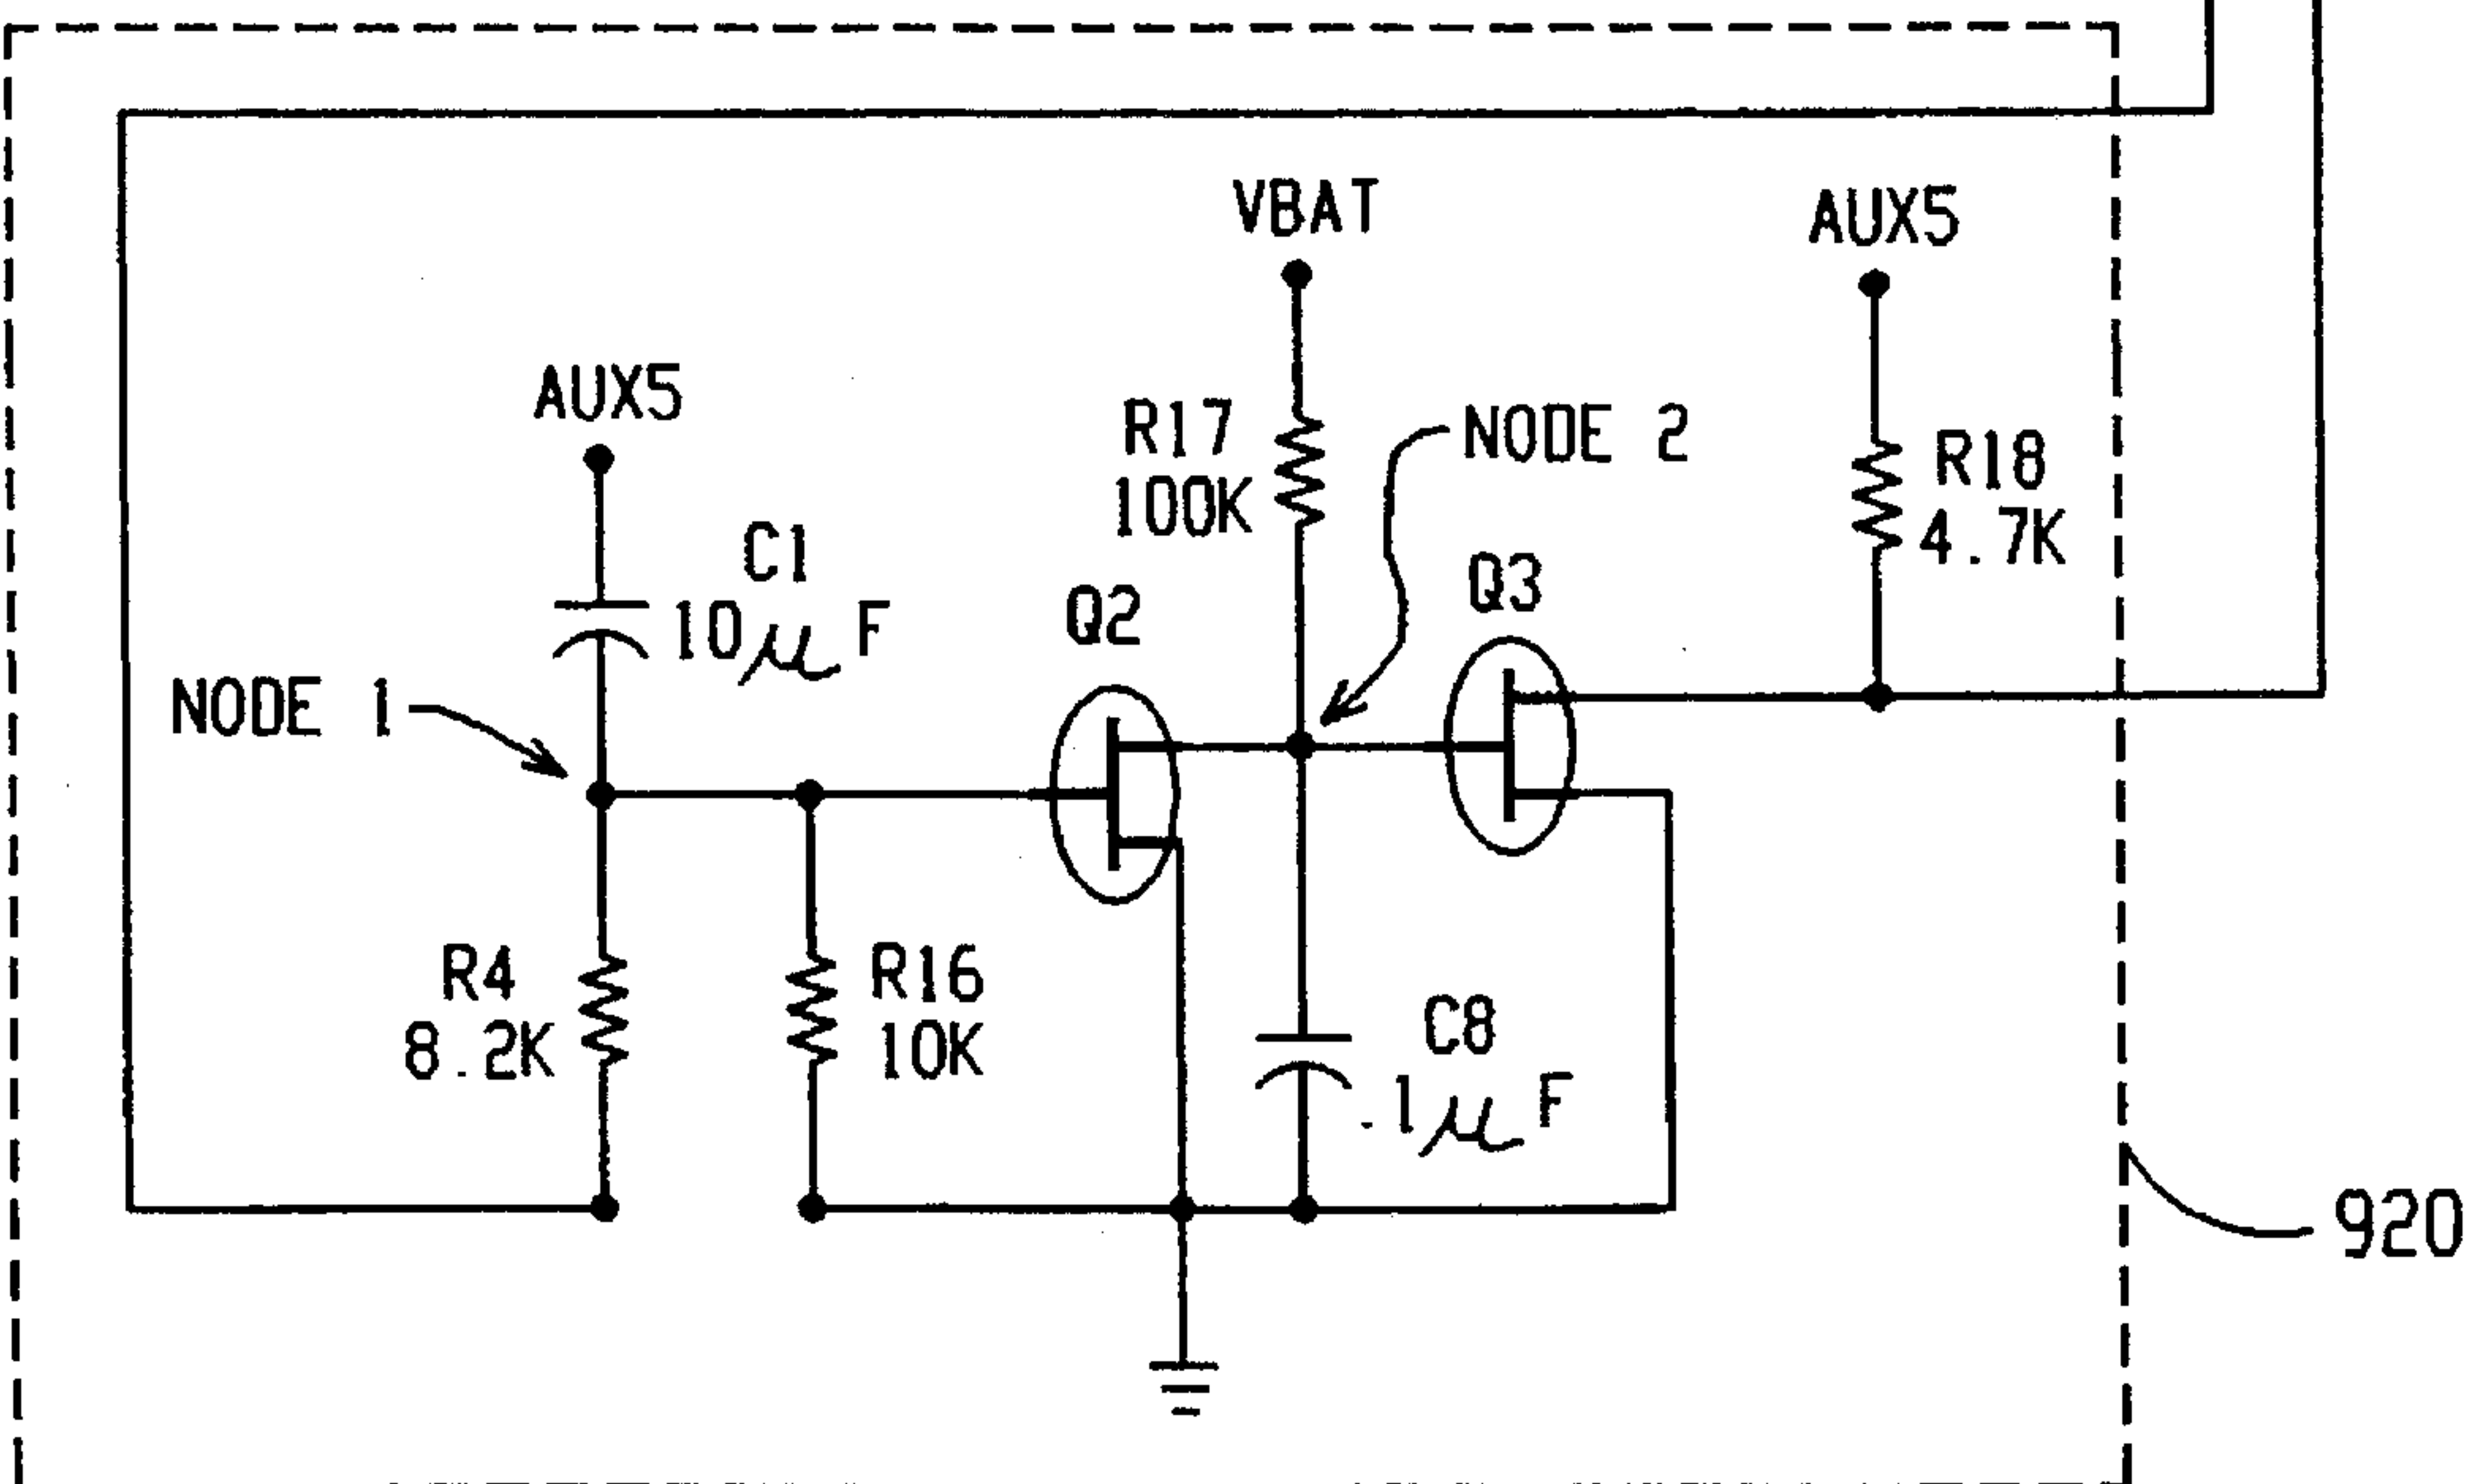 VBAT
AUX5
AUX5
R17
100K
NODE 2
R18
4.7K
C1
10μF
Q2
Q3
NODE 1
R4
8.2K
R16
10K
C8
.1μF
920